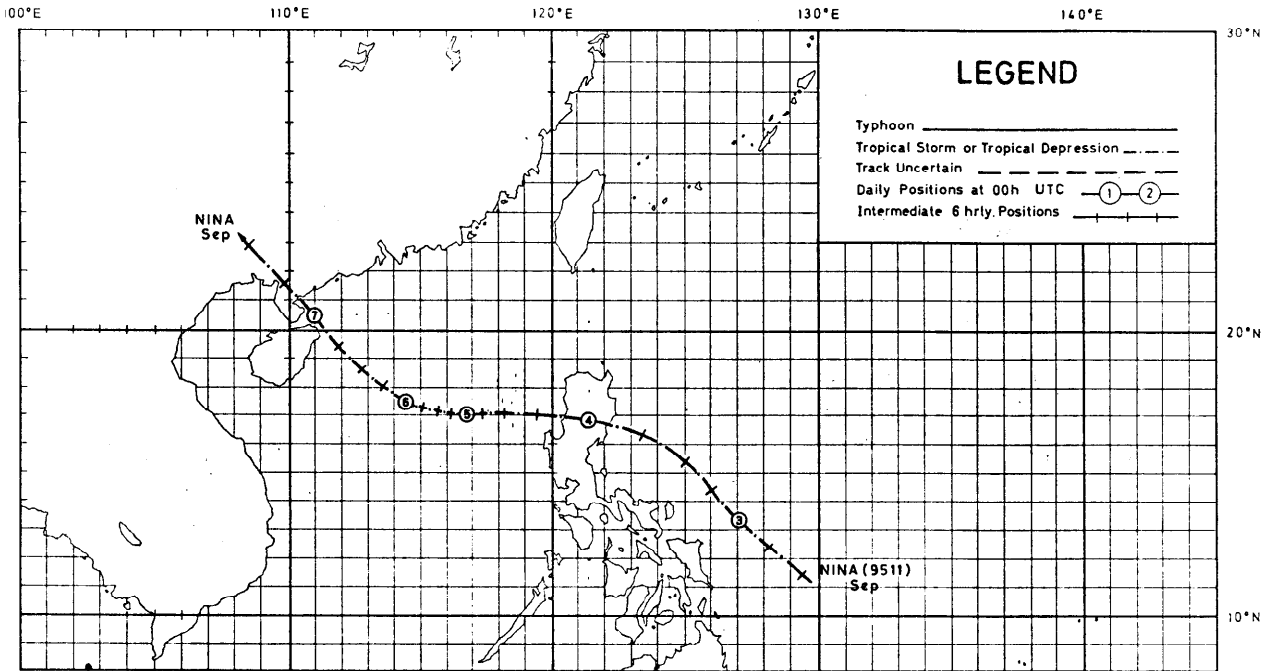 100°E 110°E 120°E 130°E 140°E
30°N
LEGEND
Typhoon
Tropical Storm or Tropical Depression
Track Uncertain
Daily Positions at 00h UTC 1 2
Intermediate 6 hrly. Positions
NINA
Sep
7
20°N
6
5
4
3
NINA (9511)
Sep
10°N